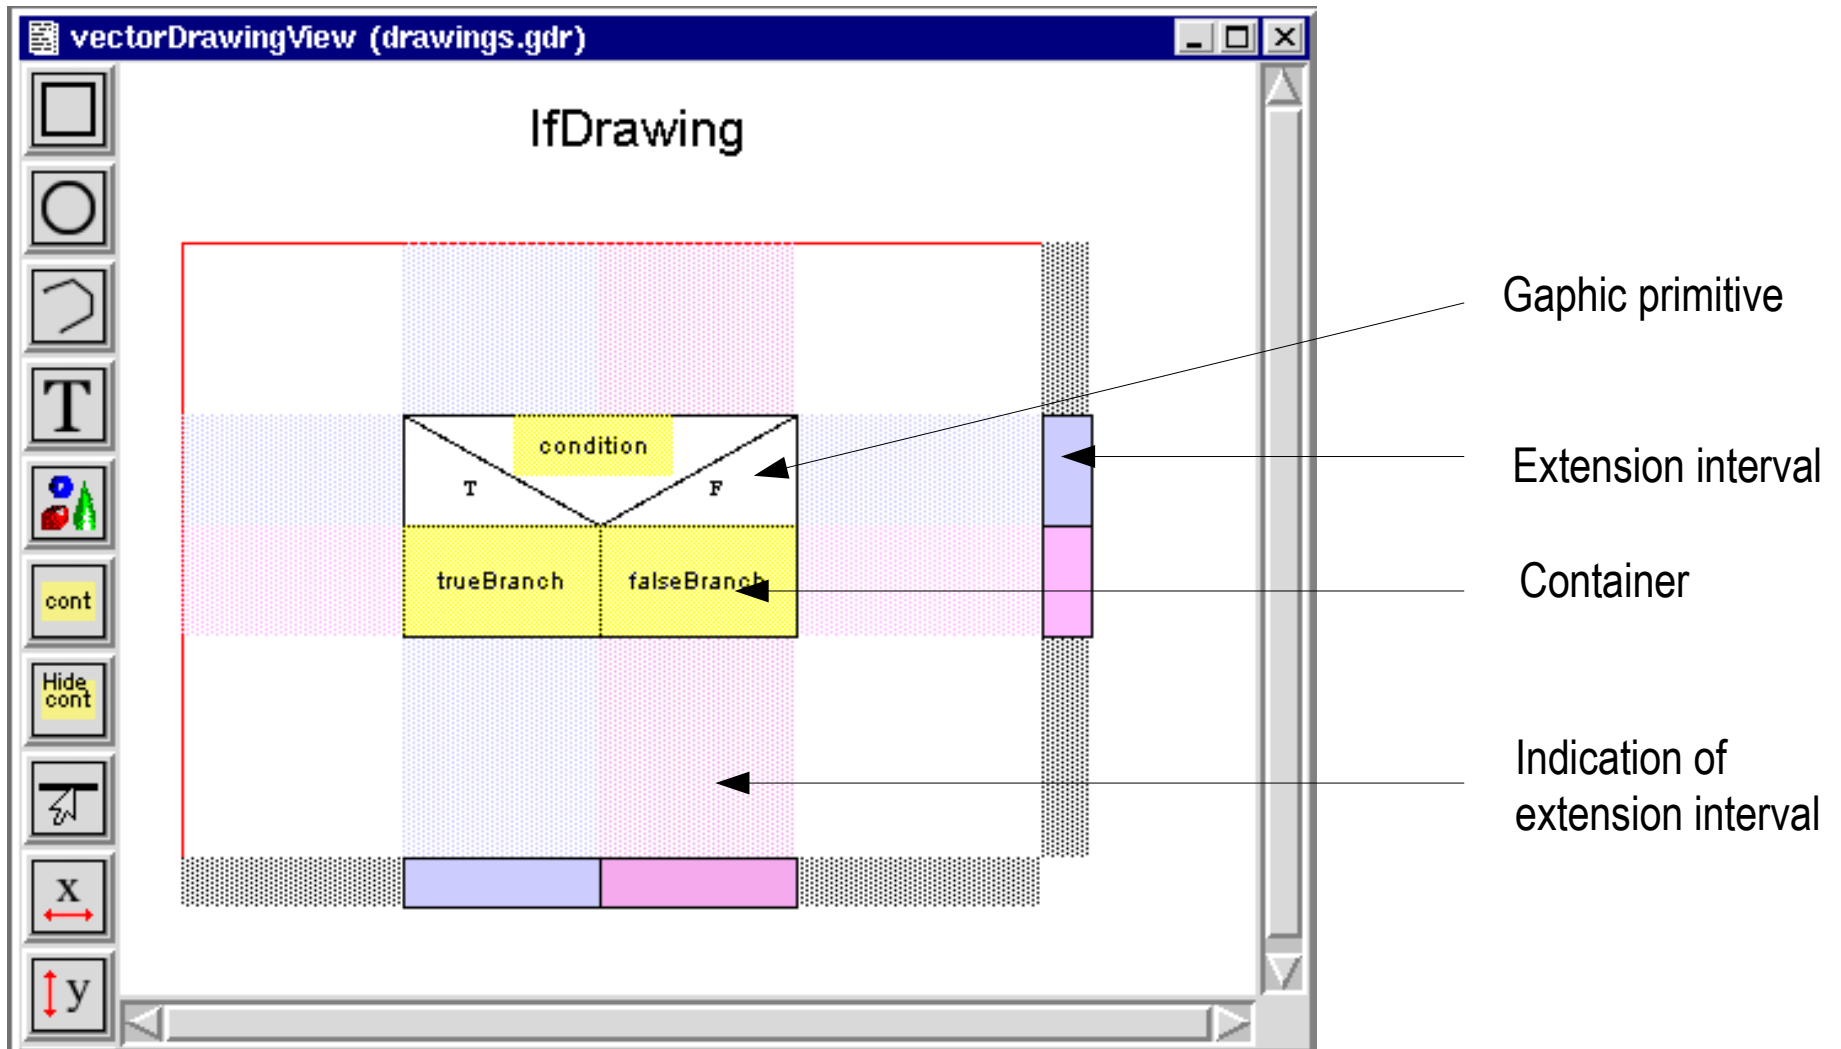 vectorDrawingView (drawings.gdr)
IfDrawing
Gaphic primitive
condition
T
F
Extension interval
T
trueBranch
falseBranch
Container
cont
Hide
cont
Indication of
extension interval
x
y